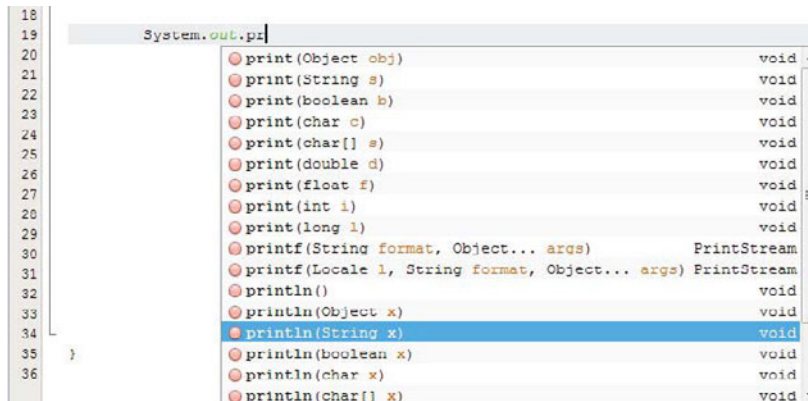 18
19 System.out.pr
20 print(Object obj) void
21 print(String s) void
22 print(boolean b) void
23 print(char c) void
24 print(char[] s) void
25 print(double d) void
26 print(float f) void
27 print(int i) void
28 print(long l) void
29 printf(String format, Object... args) PrintStream
30 printf(Locale l, String format, Object... args) PrintStream
31 println() void
32 println(Object x) void
33 println(String x) void
34 println(boolean x) void
35 } println(char x) void
36 println(char[] x) void